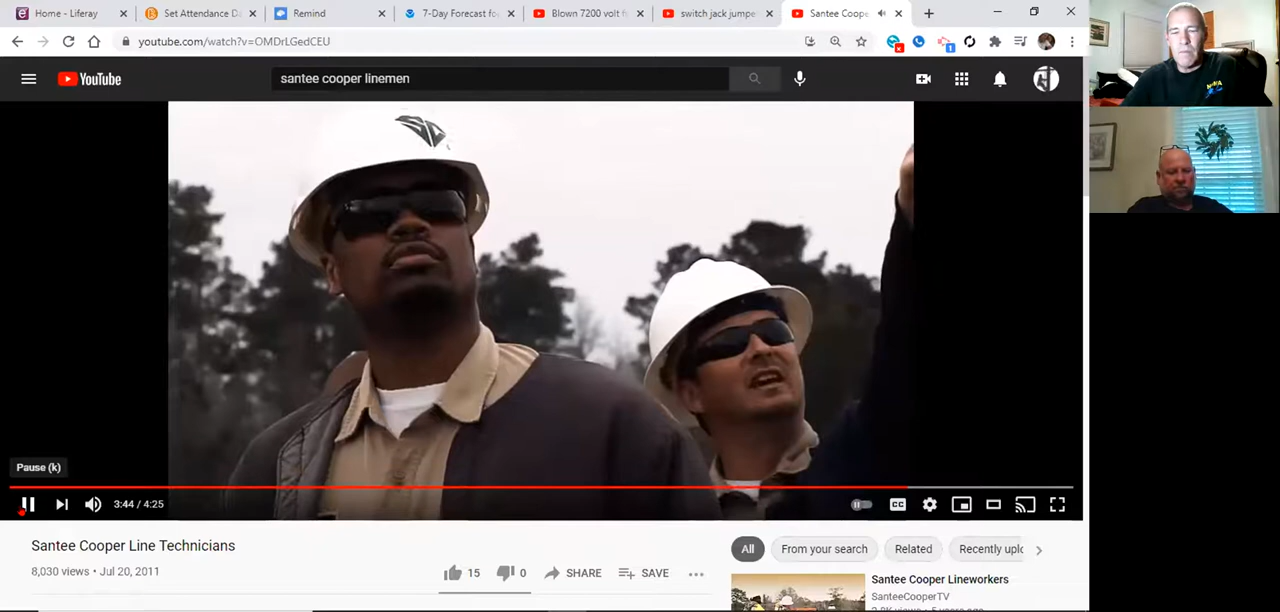 Home - Liferay
Set Attendance Da
Remind
7-Day Forecast fo
Blown 7200 volt f
switch jack jumpe
Santee Coope
youtube.com/watch?v=OMDrLGedCEU
YouTube
santee cooper linemen
Pause (k)
3:44 / 4:25
CC
Santee Cooper Line Technicians
8,030 views • Jul 20, 2011
15
0
SHARE
SAVE
All
From your search
Related
Recently uplo
Santee Cooper Lineworkers
SanteeCooperTV